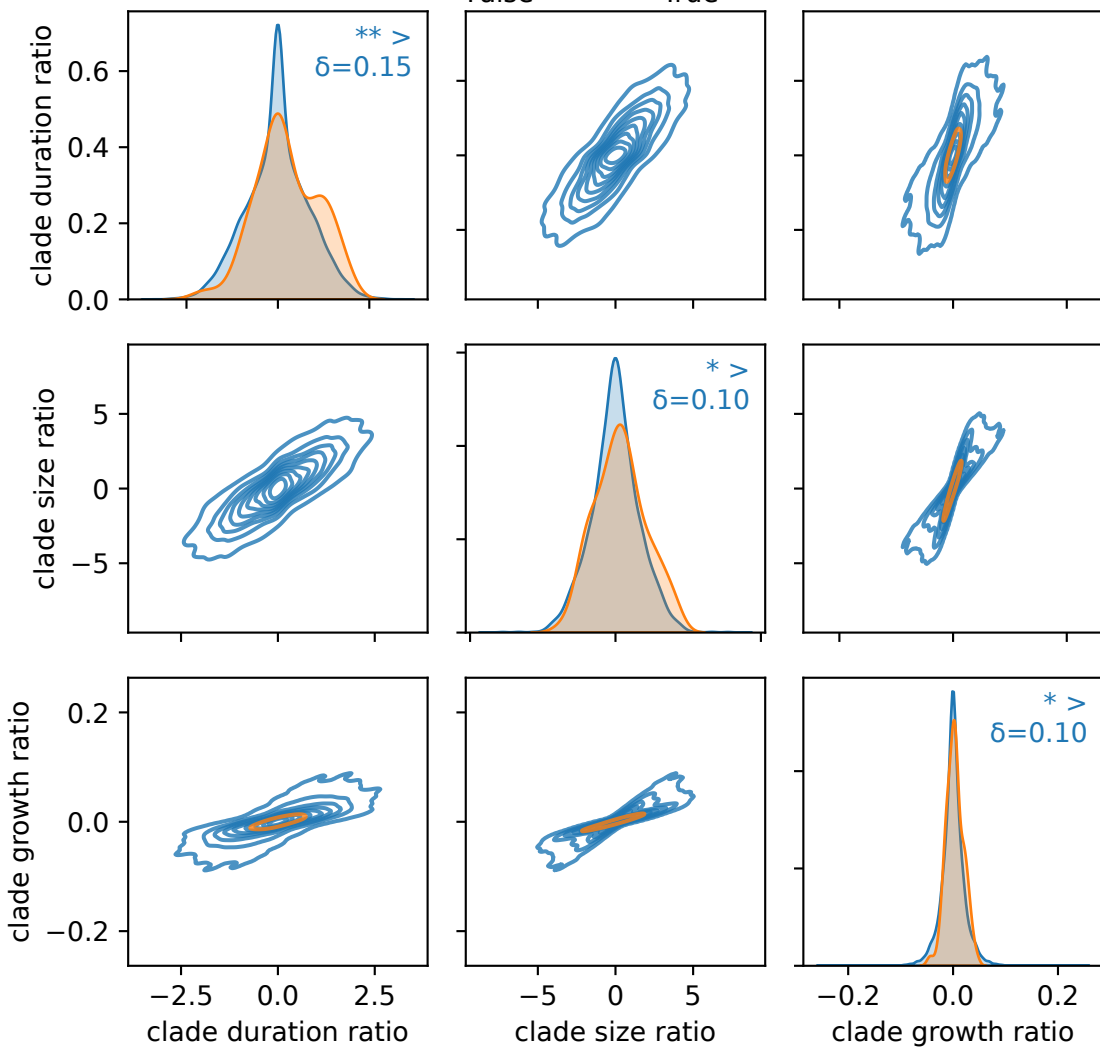 False True
clade duration ratio
0.6
0.4
0.2
0.0
** >
δ=0.15
clade size ratio
5
0
−5
* >
δ=0.10
clade growth ratio
0.2
0.0
−0.2
* >
δ=0.10
−2.5 0.0 2.5
−5 0 5
−0.2 0.0 0.2
clade duration ratio
clade size ratio
clade growth ratio